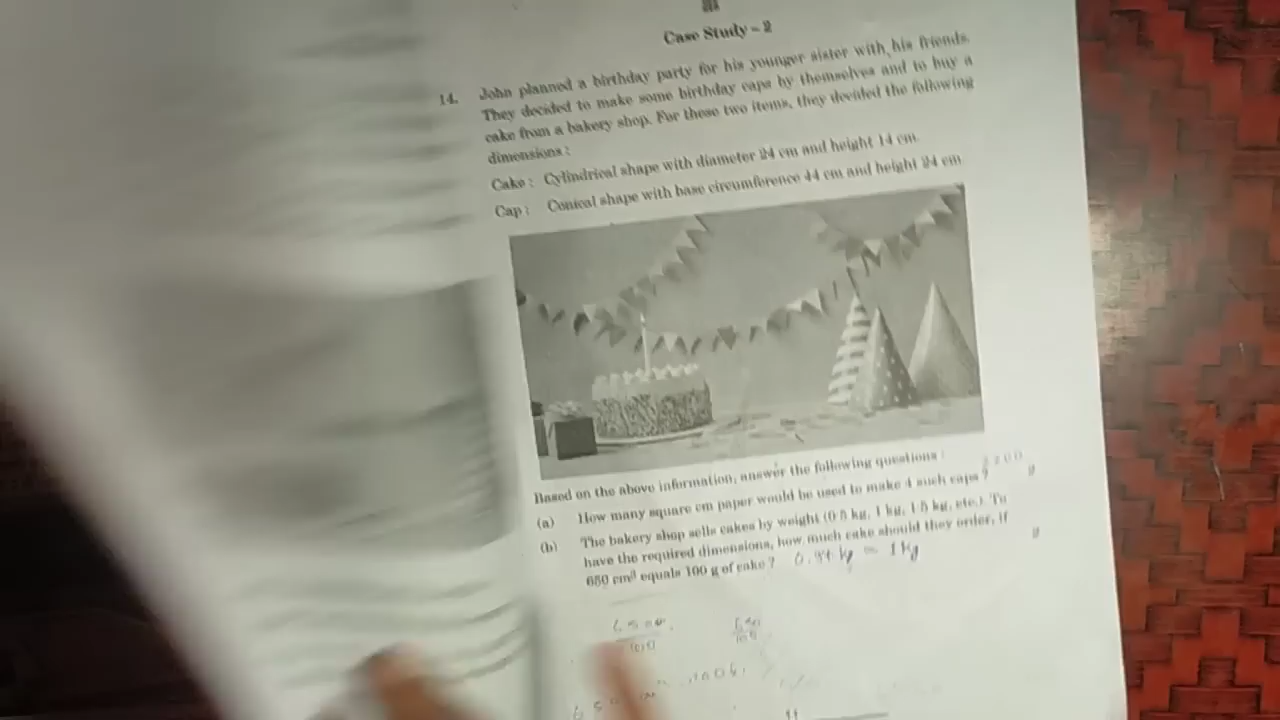 Case Study – 2
14. John planned a birthday party for his younger sister with his friends.
They decided to make some birthday caps by themselves and to buy a
cake from a bakery shop. For these two items, they decided the following
dimensions :
Cake : Cylindrical shape with diameter 24 cm and height 14 cm.
Cap : Conical shape with base circumference 44 cm and height 24 cm
Based on the above information, answer the following questions :
(a) How many square cm paper would be used to make 4 such caps ?
(b) The bakery shop sells cakes by weight (0·5 kg, 1 kg, 1·5 kg, etc.). To
have the required dimensions, how much cake should they order, if
650 cm³ equals 100 g of cake ?
1 kg
11